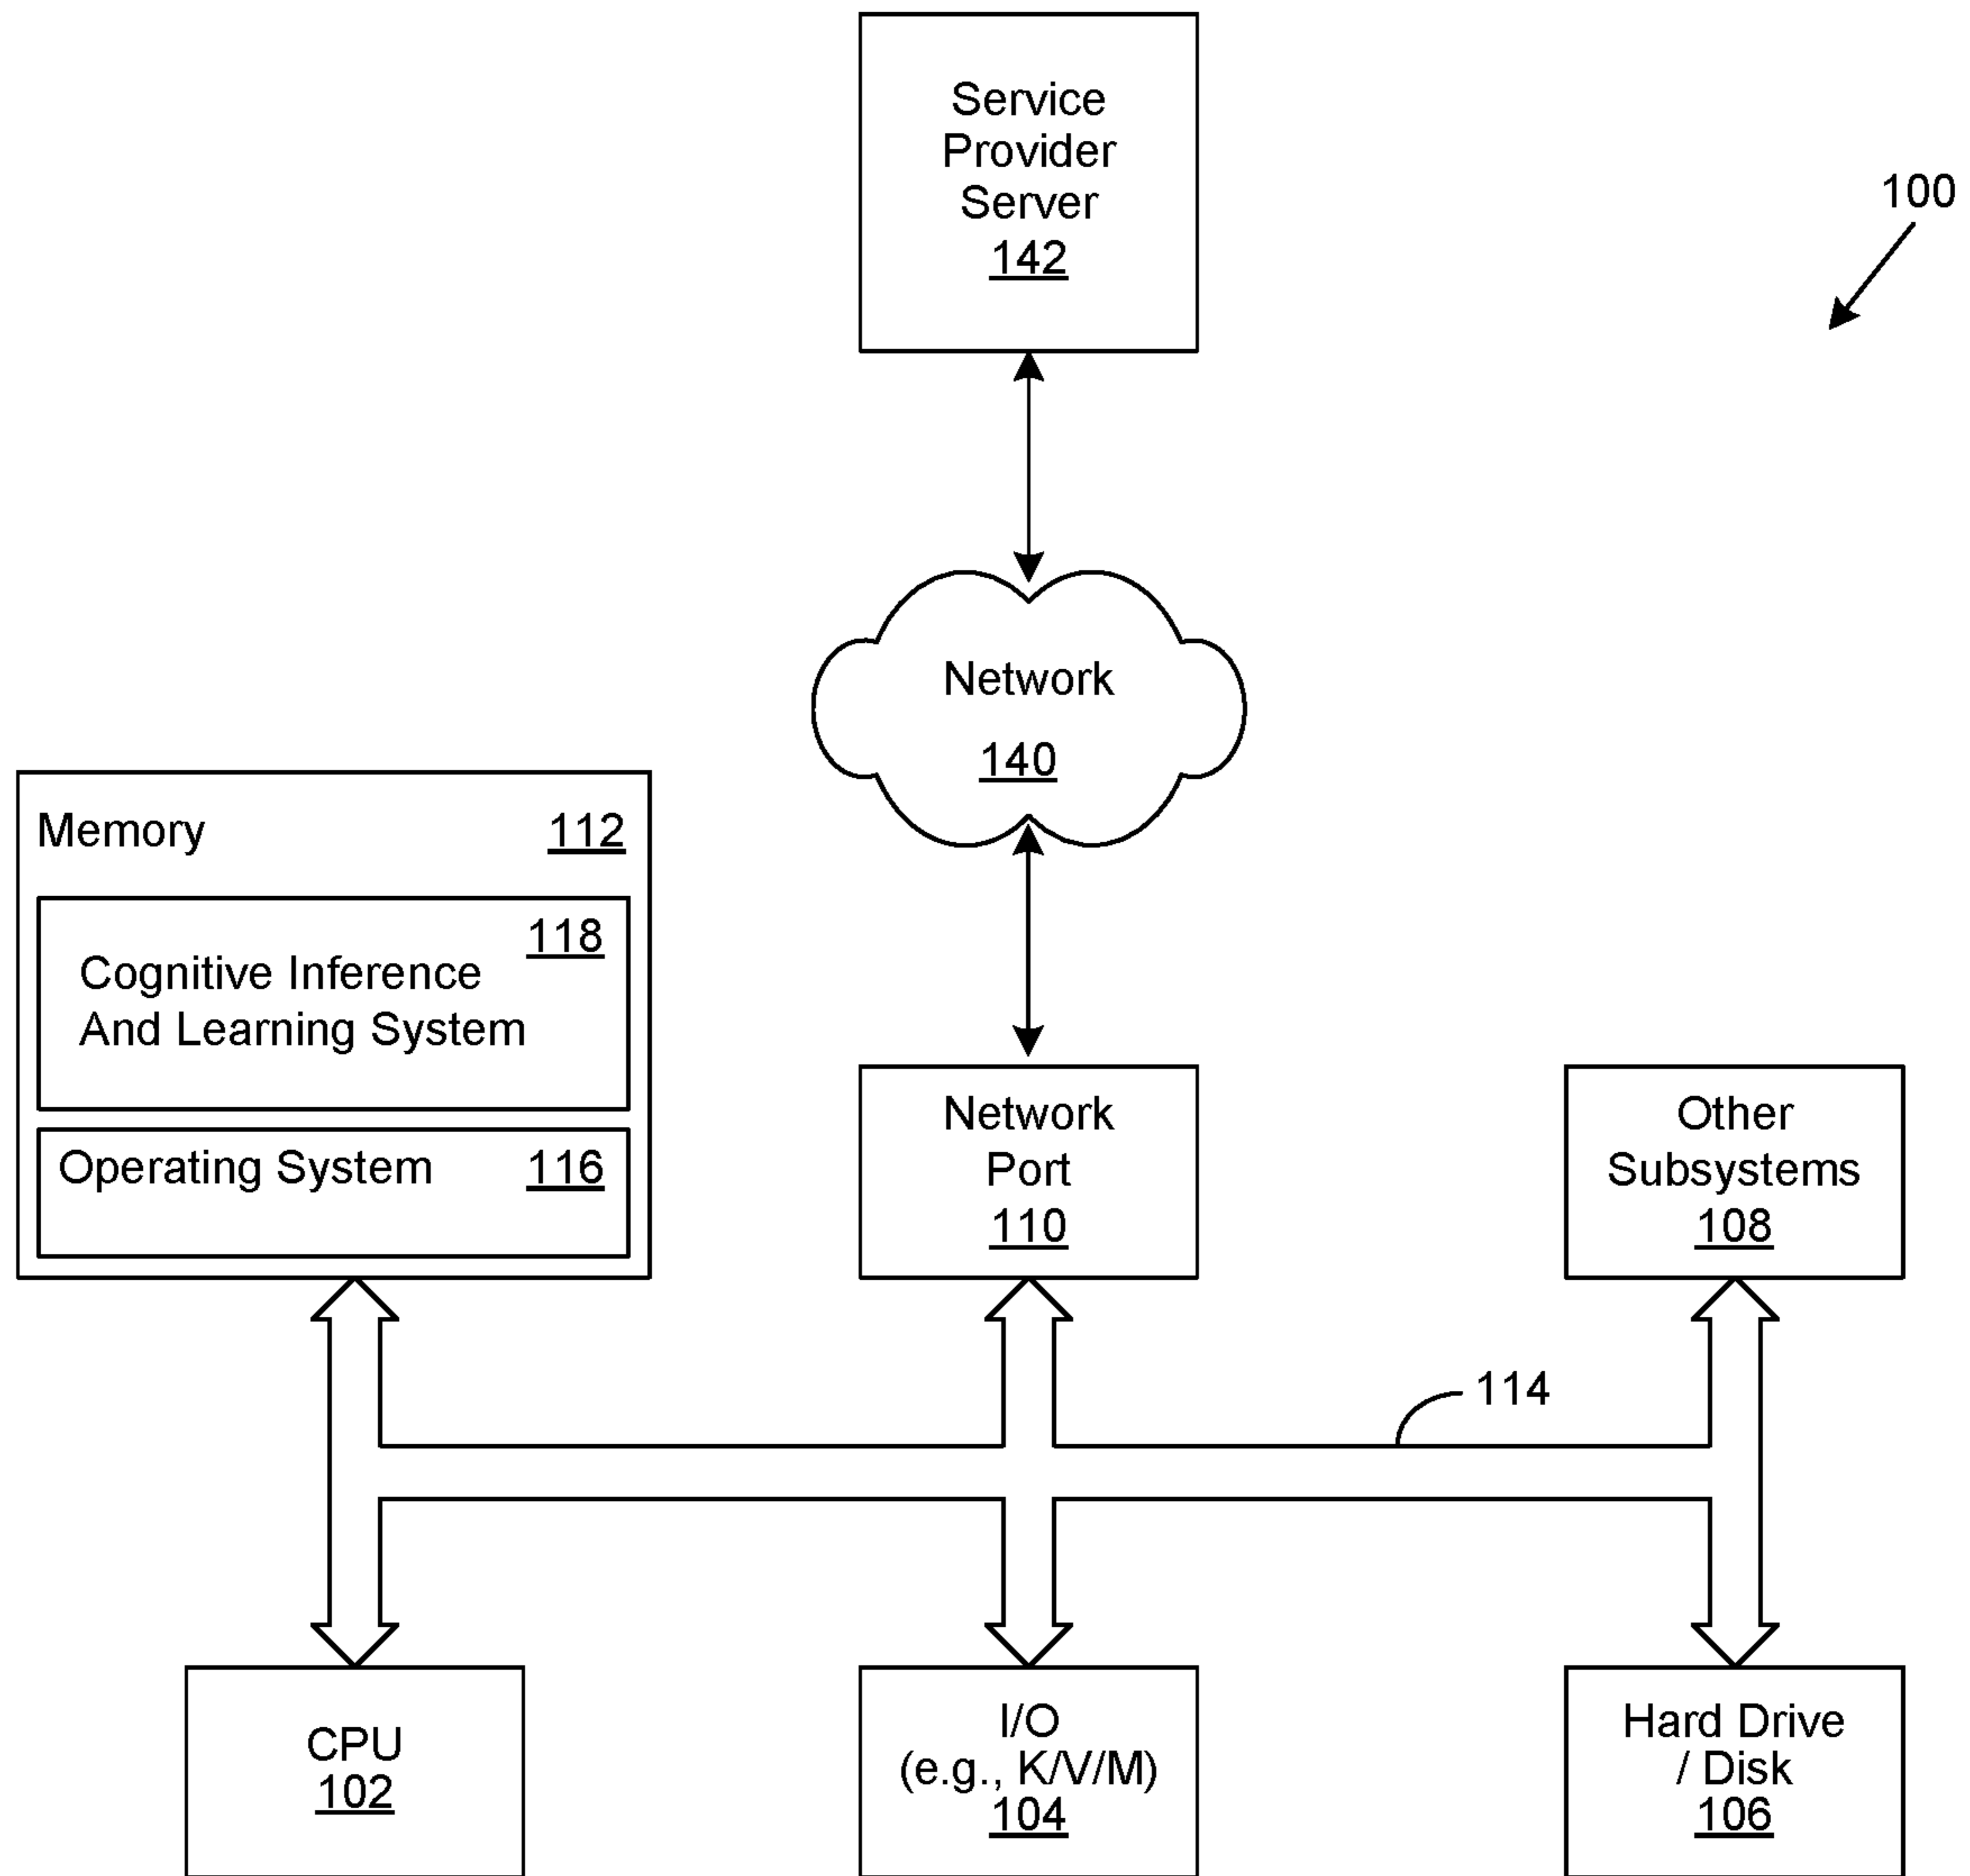 Service
Provider
Server
142
100
Network
140
Memory 112
118
Cognitive Inference
And Learning System
Operating System 116
Network
Port
110
Other
Subsystems
108
114
CPU
102
I/O
(e.g., K/V/M)
104
Hard Drive
/ Disk
106